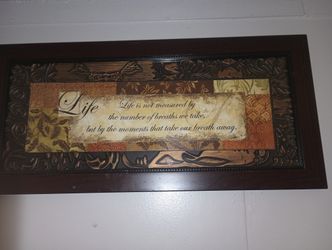 Life
Life is not measured by
the number of breaths we take,
but by the moments that take our breath away.